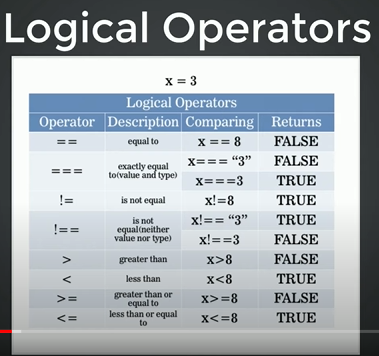 Logical Operators
x = 3
Logical Operators
Operator Description Comparing Returns
== equal to x == 8 FALSE
=== exactly equal to(value and type) x=== “3” FALSE
x===3 TRUE
!= is not equal x!=8 TRUE
!== is not equal(neither value nor type) x!== “3” TRUE
x!==3 FALSE
> greater than x>8 FALSE
< less than x<8 TRUE
>= greater than or equal to x>=8 FALSE
<= less than or equal to x<=8 TRUE